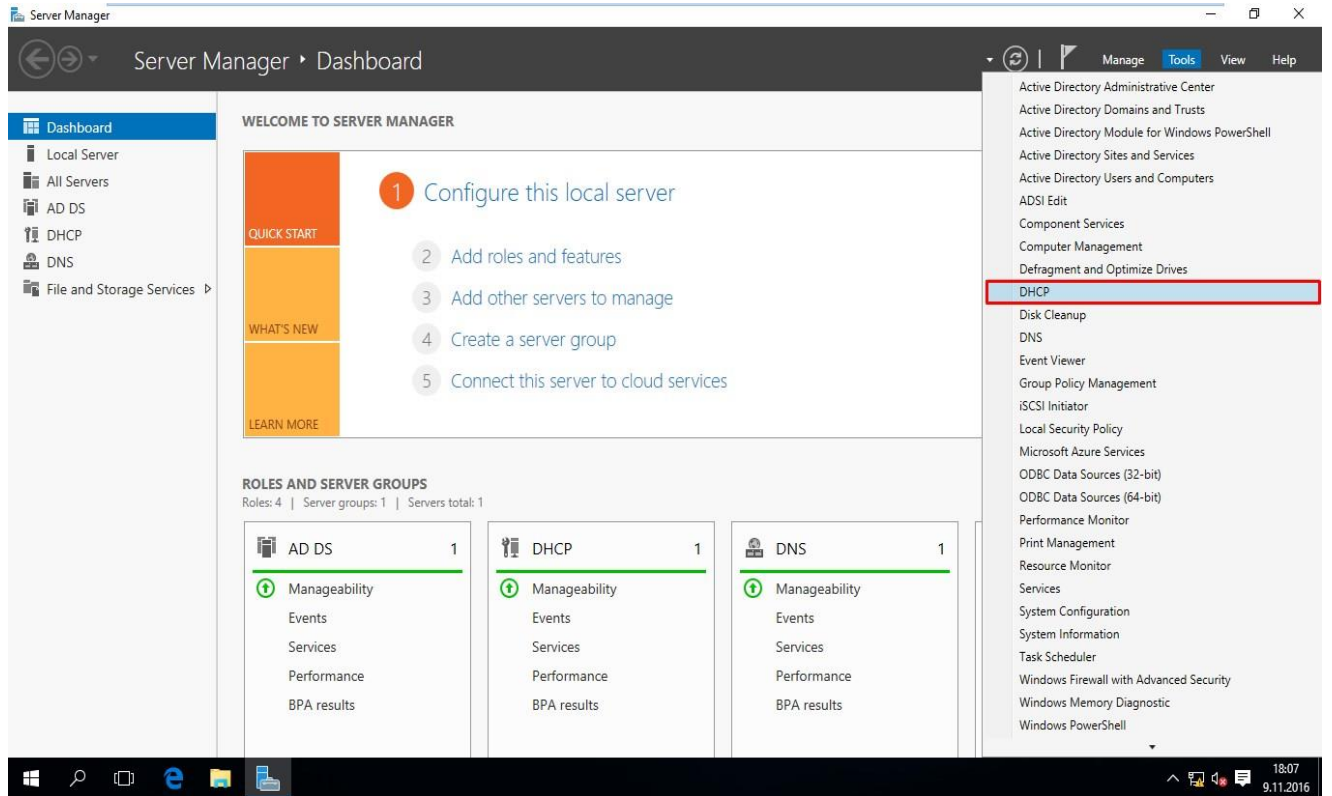 Server Manager
Server Manager • Dashboard
Manage Tools View Help
Dashboard
Local Server
All Servers
AD DS
DHCP
DNS
File and Storage Services
WELCOME TO SERVER MANAGER
QUICK START
WHAT'S NEW
LEARN MORE
1 Configure this local server
2 Add roles and features
3 Add other servers to manage
4 Create a server group
5 Connect this server to cloud services
ROLES AND SERVER GROUPS
Roles: 4 | Server groups: 1 | Servers total: 1
AD DS 1
Manageability
Events
Services
Performance
BPA results
DHCP 1
Manageability
Events
Services
Performance
BPA results
DNS 1
Manageability
Events
Services
Performance
BPA results
Active Directory Administrative Center
Active Directory Domains and Trusts
Active Directory Module for Windows PowerShell
Active Directory Sites and Services
Active Directory Users and Computers
ADSI Edit
Component Services
Computer Management
Defragment and Optimize Drives
DHCP
Disk Cleanup
DNS
Event Viewer
Group Policy Management
iSCSI Initiator
Local Security Policy
Microsoft Azure Services
ODBC Data Sources (32-bit)
ODBC Data Sources (64-bit)
Performance Monitor
Print Management
Resource Monitor
Services
System Configuration
System Information
Task Scheduler
Windows Firewall with Advanced Security
Windows Memory Diagnostic
Windows PowerShell
18:07
9.11.2016